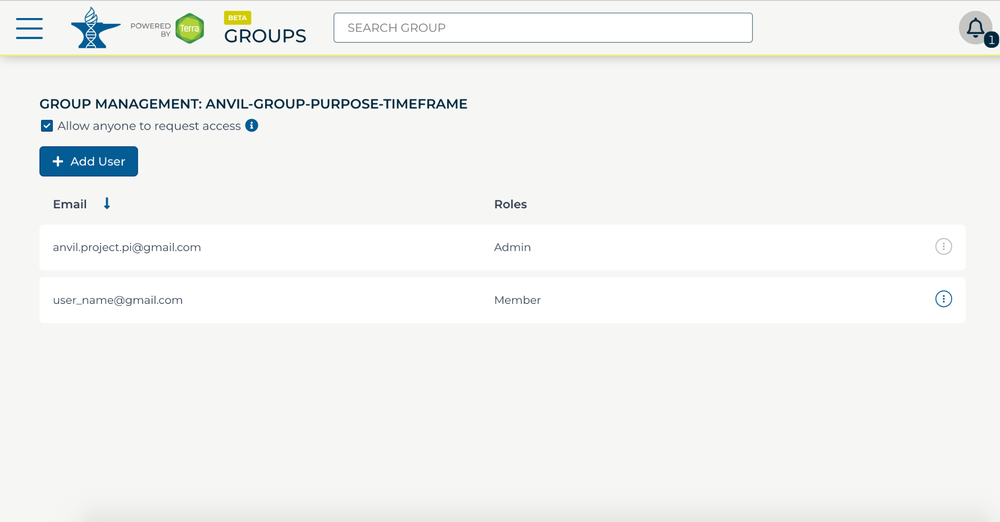 POWERED
BY
Terra
BETA
GROUPS
SEARCH GROUP
1
GROUP MANAGEMENT: ANVIL-GROUP-PURPOSE-TIMEFRAME
Allow anyone to request access
Add User
Email
Roles
anvil.project.pi@gmail.com
Admin
user_name@gmail.com
Member